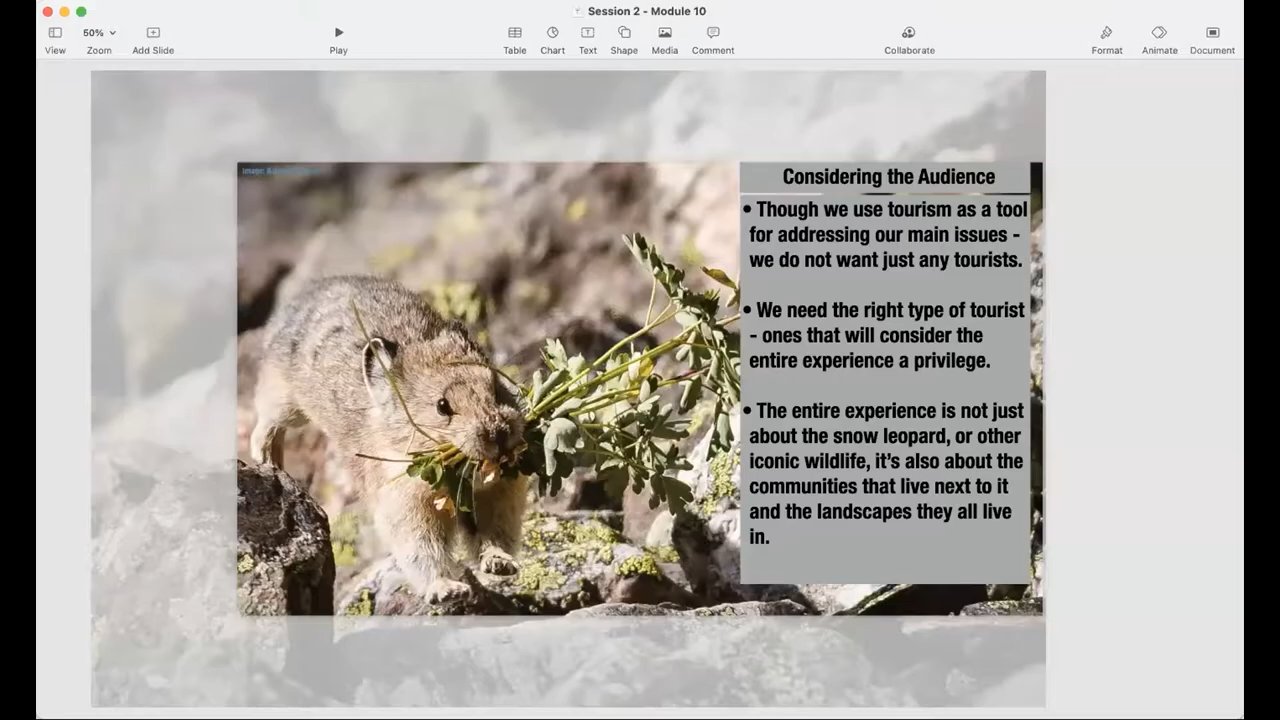 Session 2 - Module 10
50%
View
Zoom
Add Slide
Play
Table
Chart
Text
Shape
Media
Comment
Collaborate
Format
Animate
Document
Image:
Considering the Audience
• Though we use tourism as a tool
for addressing our main issues -
we do not want just any tourists.
• We need the right type of tourist
- ones that will consider the
entire experience a privilege.
• The entire experience is not just
about the snow leopard, or other
iconic wildlife, it’s also about the
communities that live next to it
and the landscapes they all live
in.